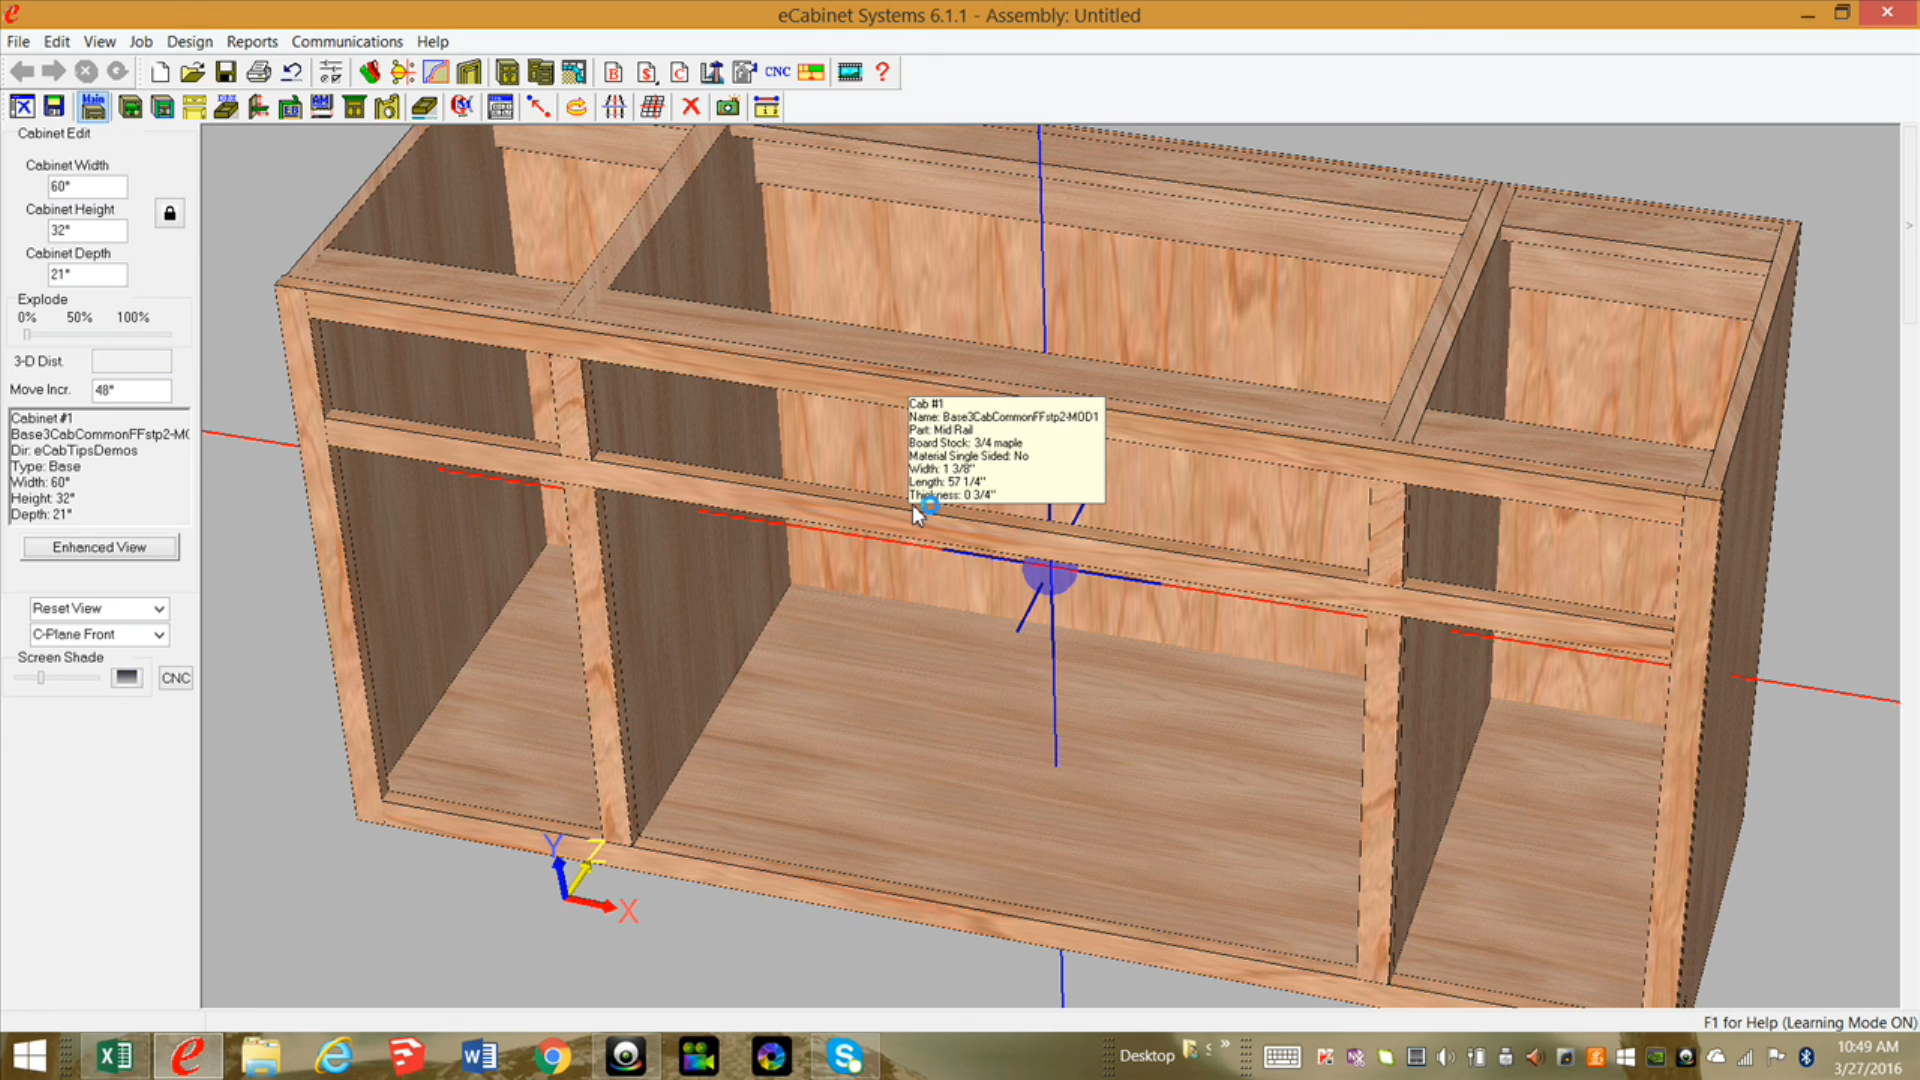 eCabinet Systems 6.1.1 - Assembly: Untitled
File Edit View Job Design Reports Communications Help
B $ C CNC ?
Main EB
Cabinet Edit
Cabinet Width
60"
Cabinet Height
32"
Cabinet Depth
21"
Explode
0% 50% 100%
3-D Dist.
Move Incr. 48"
Cabinet #1
Base3CabCommonFFstp2-M(
Dir: eCabTipsDemos
Type: Base
Width: 60"
Height: 32"
Depth: 21"
Enhanced View
Reset View
C-Plane Front
Screen Shade
CNC
Cab #1
Name: Base3CabCommonFFstp2-MOD1
Part: Mid Rail
Board Stock: 3/4 maple
Material Single Sided: No
Width: 1 3/8"
Length: 57 1/4"
Thickness: 0 3/4"
Y Z
X
F1 for Help (Learning Mode ON)
Desktop
10:49 AM
3/27/2016